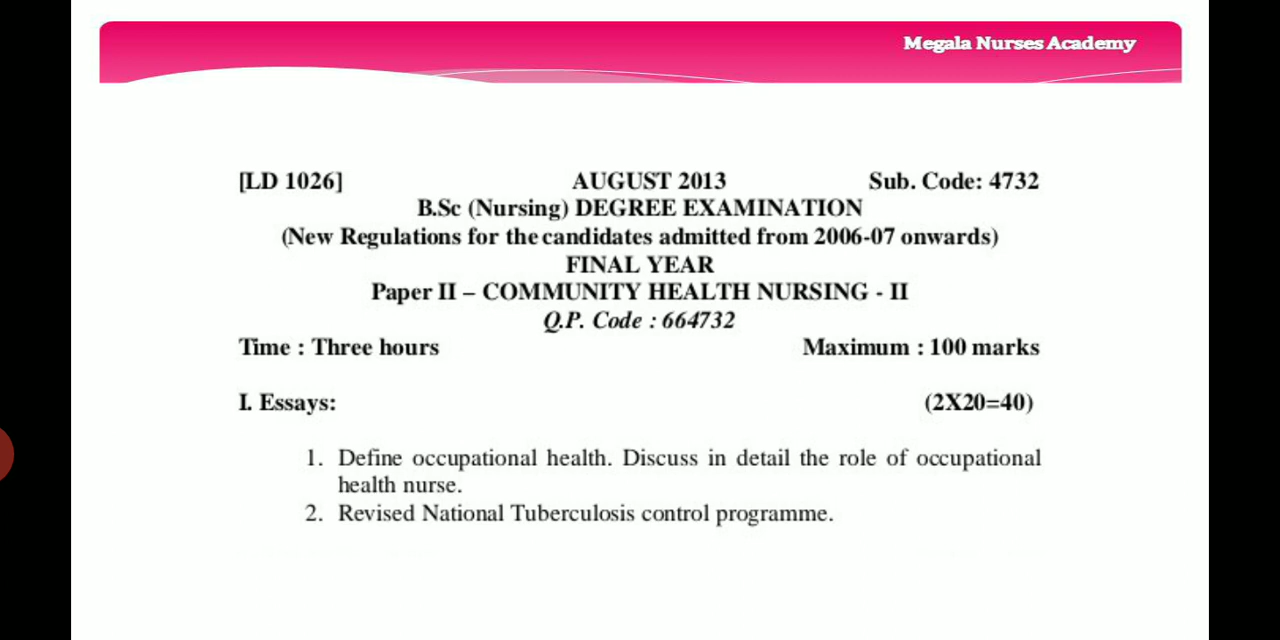 Megala Nurses Academy
[LD 1026] AUGUST 2013 Sub. Code: 4732
B.Sc (Nursing) DEGREE EXAMINATION
(New Regulations for the candidates admitted from 2006-07 onwards)
FINAL YEAR
Paper II – COMMUNITY HEALTH NURSING - II
Q.P. Code : 664732
Time : Three hours Maximum : 100 marks
I. Essays: (2X20=40)
1. Define occupational health. Discuss in detail the role of occupational
health nurse.
2. Revised National Tuberculosis control programme.